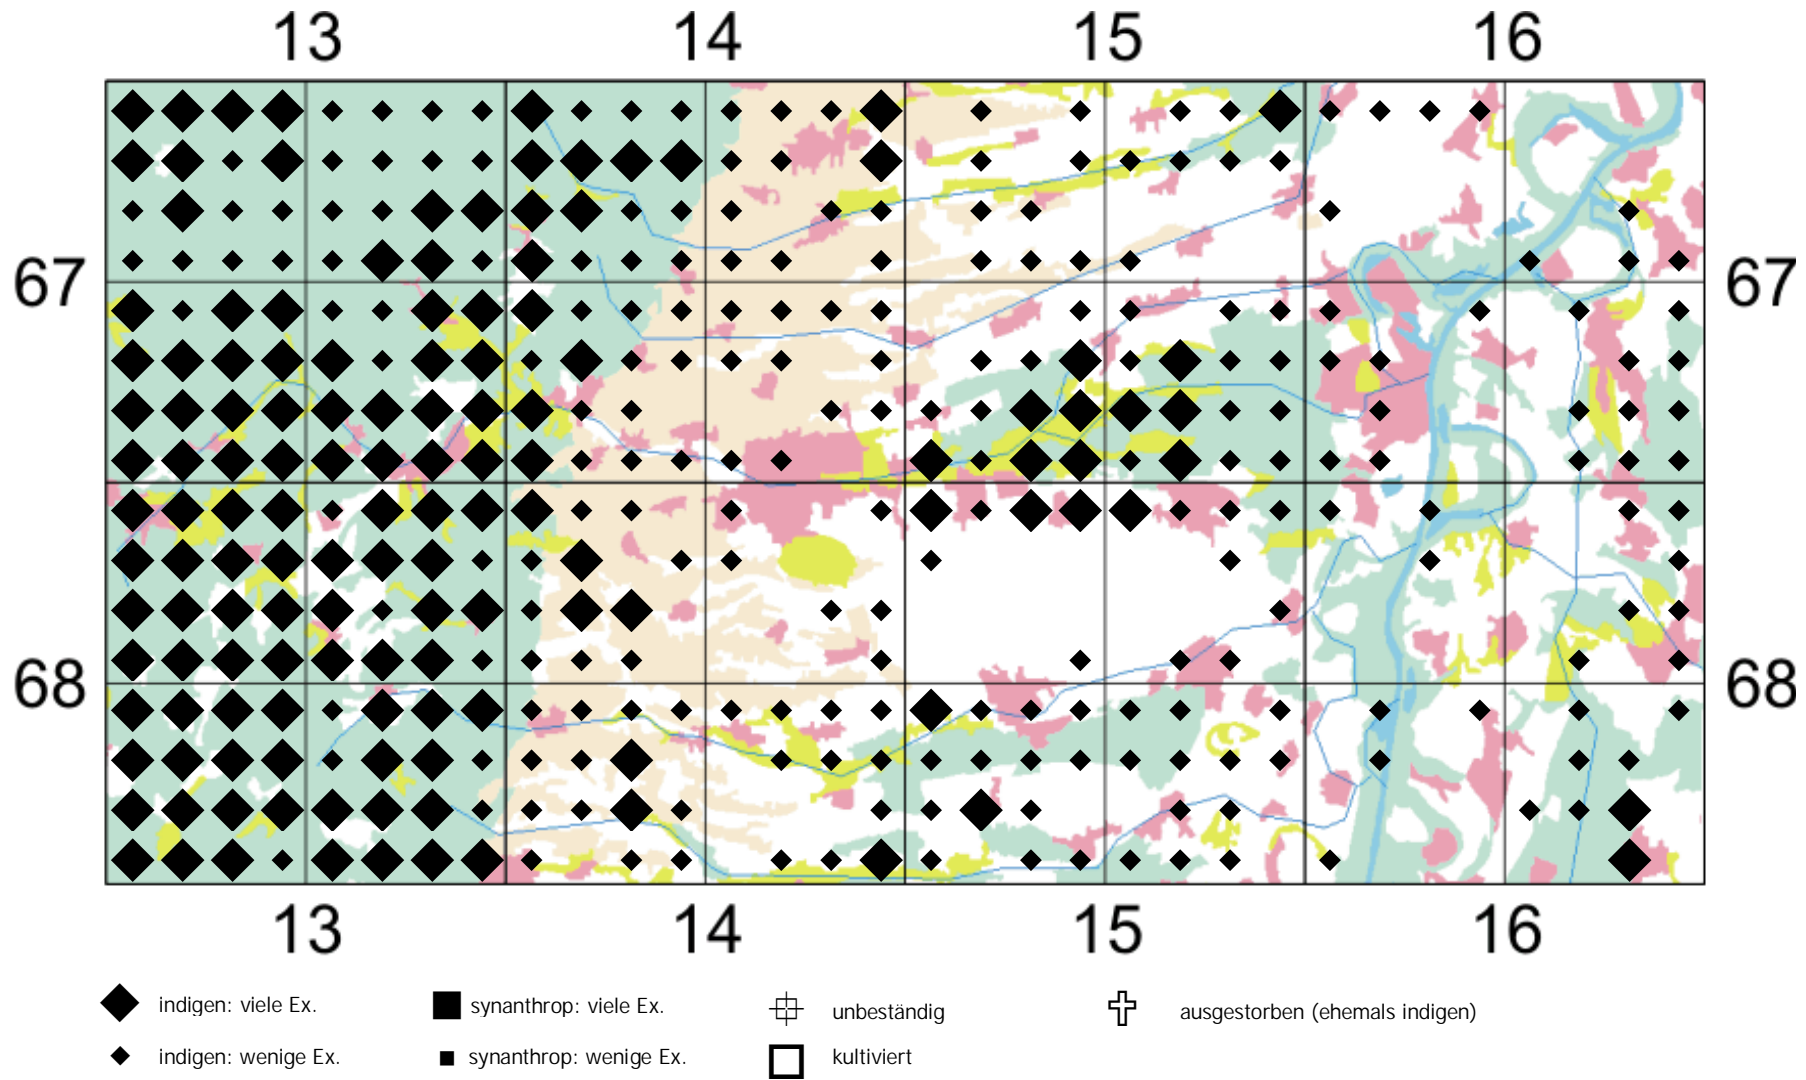 13 14 15 16
67 67
68 68
13 14 15 16
indigen: viele Ex. synanthrop: viele Ex. unbeständig ausgestorben (ehemals indigen)
indigen: wenige Ex. synanthrop: wenige Ex. kultiviert